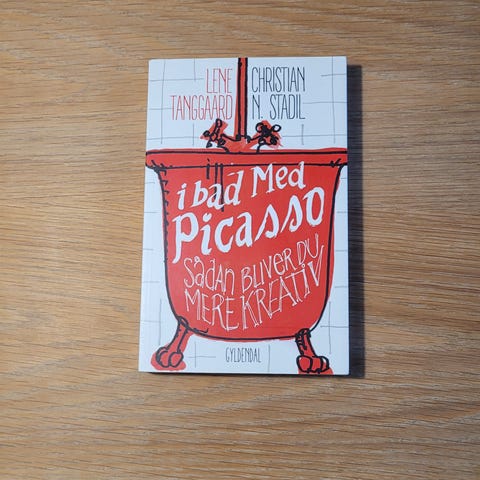 LENE
TANGGAARD
CHRISTIAN
N. STADIL
i bad Med
Picasso
SåDAN BLIVER DU
MERE KREATIV
GYLDENDAL